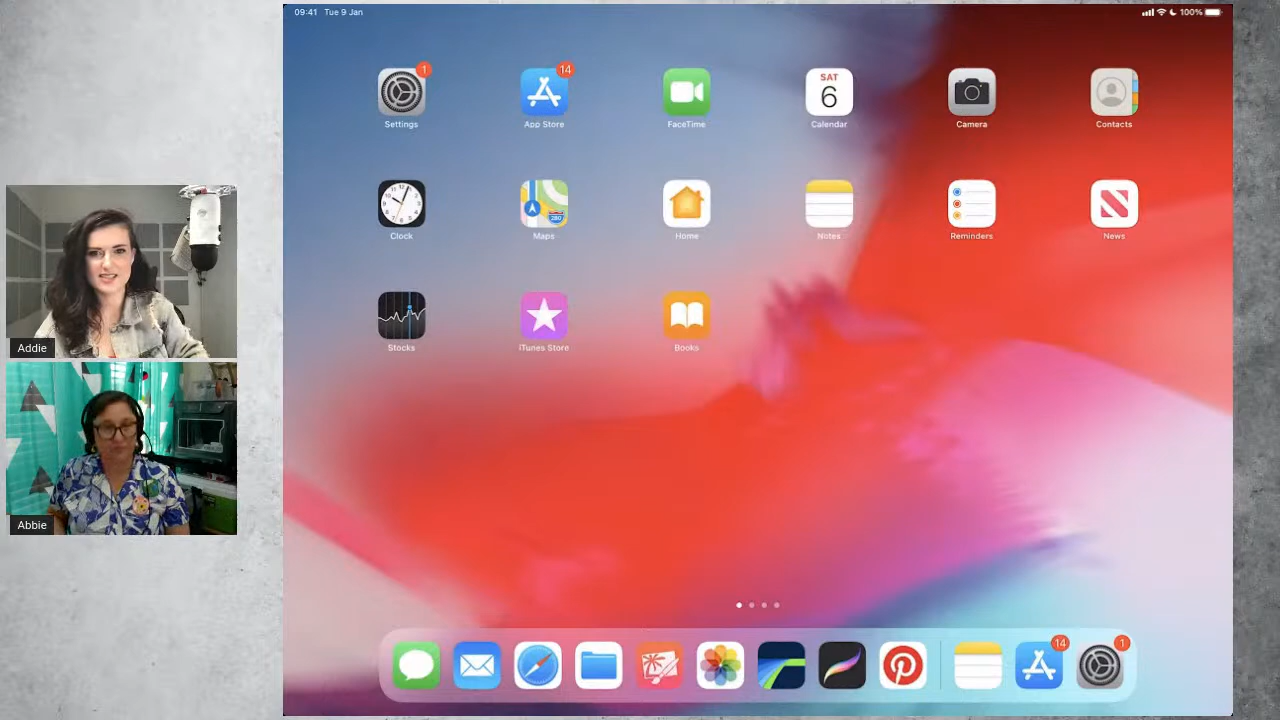 09:41 Tue 9 Jan
100%
1
14
SAT
6
Settings
App Store
FaceTime
Calendar
Camera
Contacts
280
Clock
Maps
Home
Notes
Reminders
News
Stocks
iTunes Store
Books
Addie
Abbie
14
1